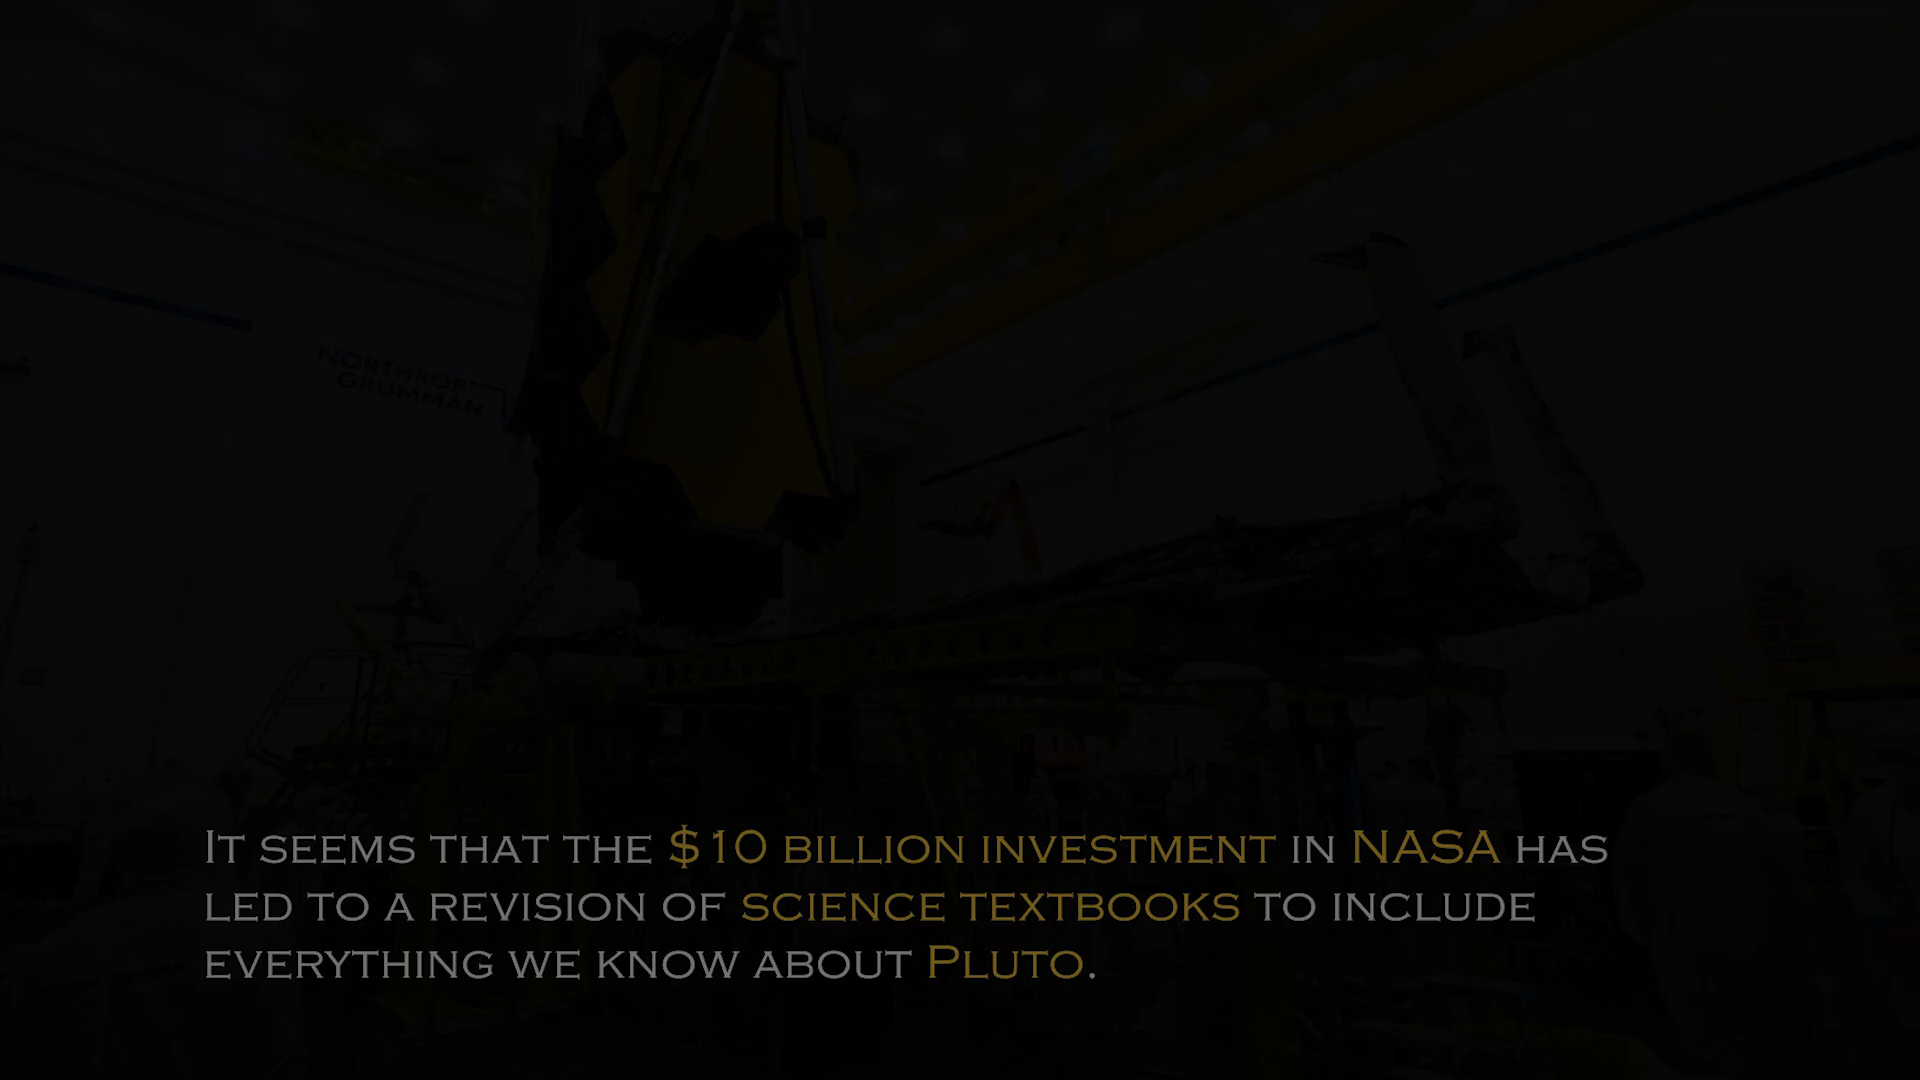 NORTHROP
GRUMMAN
It seems that the $10 billion investment in NASA has
led to a revision of science textbooks to include
everything we know about Pluto.